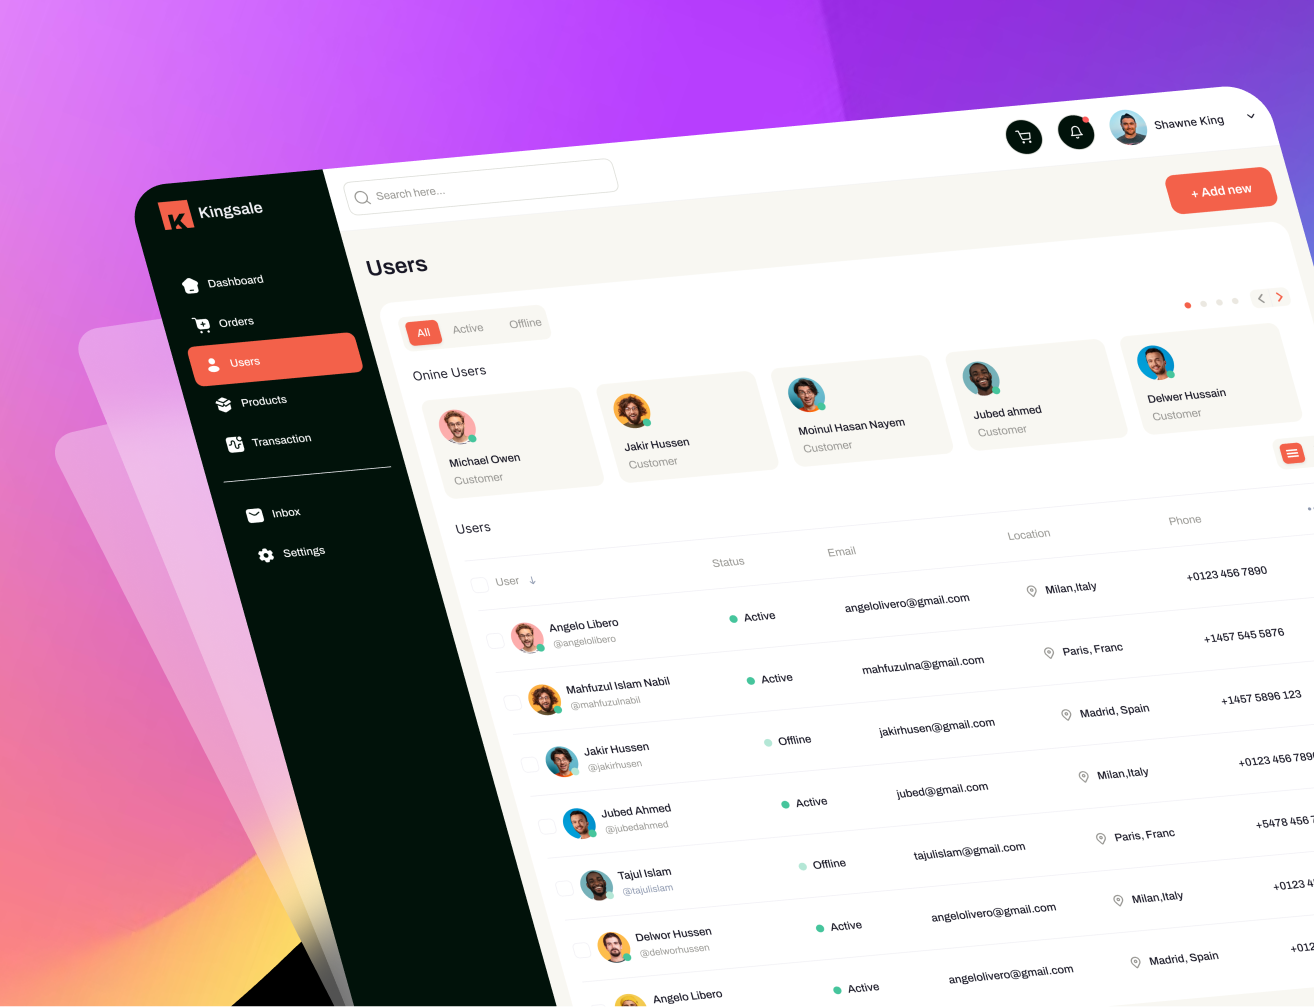 Kingsale
Search here...
Shawne King
+ Add new
Dashboard
Orders
Users
Products
Transaction
Inbox
Settings
Users
All Active Offline
Onine Users
Michael Owen
Customer
Jakir Hussen
Customer
Moinul Hasan Nayem
Customer
Jubed ahmed
Customer
Delwer Hussain
Customer
Users
User Status Email Location Phone
Angelo Libero
@angelolibero
Active angelolivero@gmail.com Milan,Italy +0123 456 7890
Mahfuzul Islam Nabil
@mahfuzulnabil
Active mahfuzulna@gmail.com Paris, Franc +1457 545 5876
Jakir Hussen
@jakirhusen
Offline jakirhusen@gmail.com Madrid, Spain +1457 5896 123
Jubed Ahmed
@jubedahmed
Active jubed@gmail.com Milan,Italy +0123 456 7890
Tajul Islam
@tajulislam
Offline tajulislam@gmail.com Paris, Franc +5478 456
Delwor Hussen
@delworhussen
Active angelolivero@gmail.com Milan,Italy +0123
Angelo Libero
Active angelolivero@gmail.com Madrid, Spain